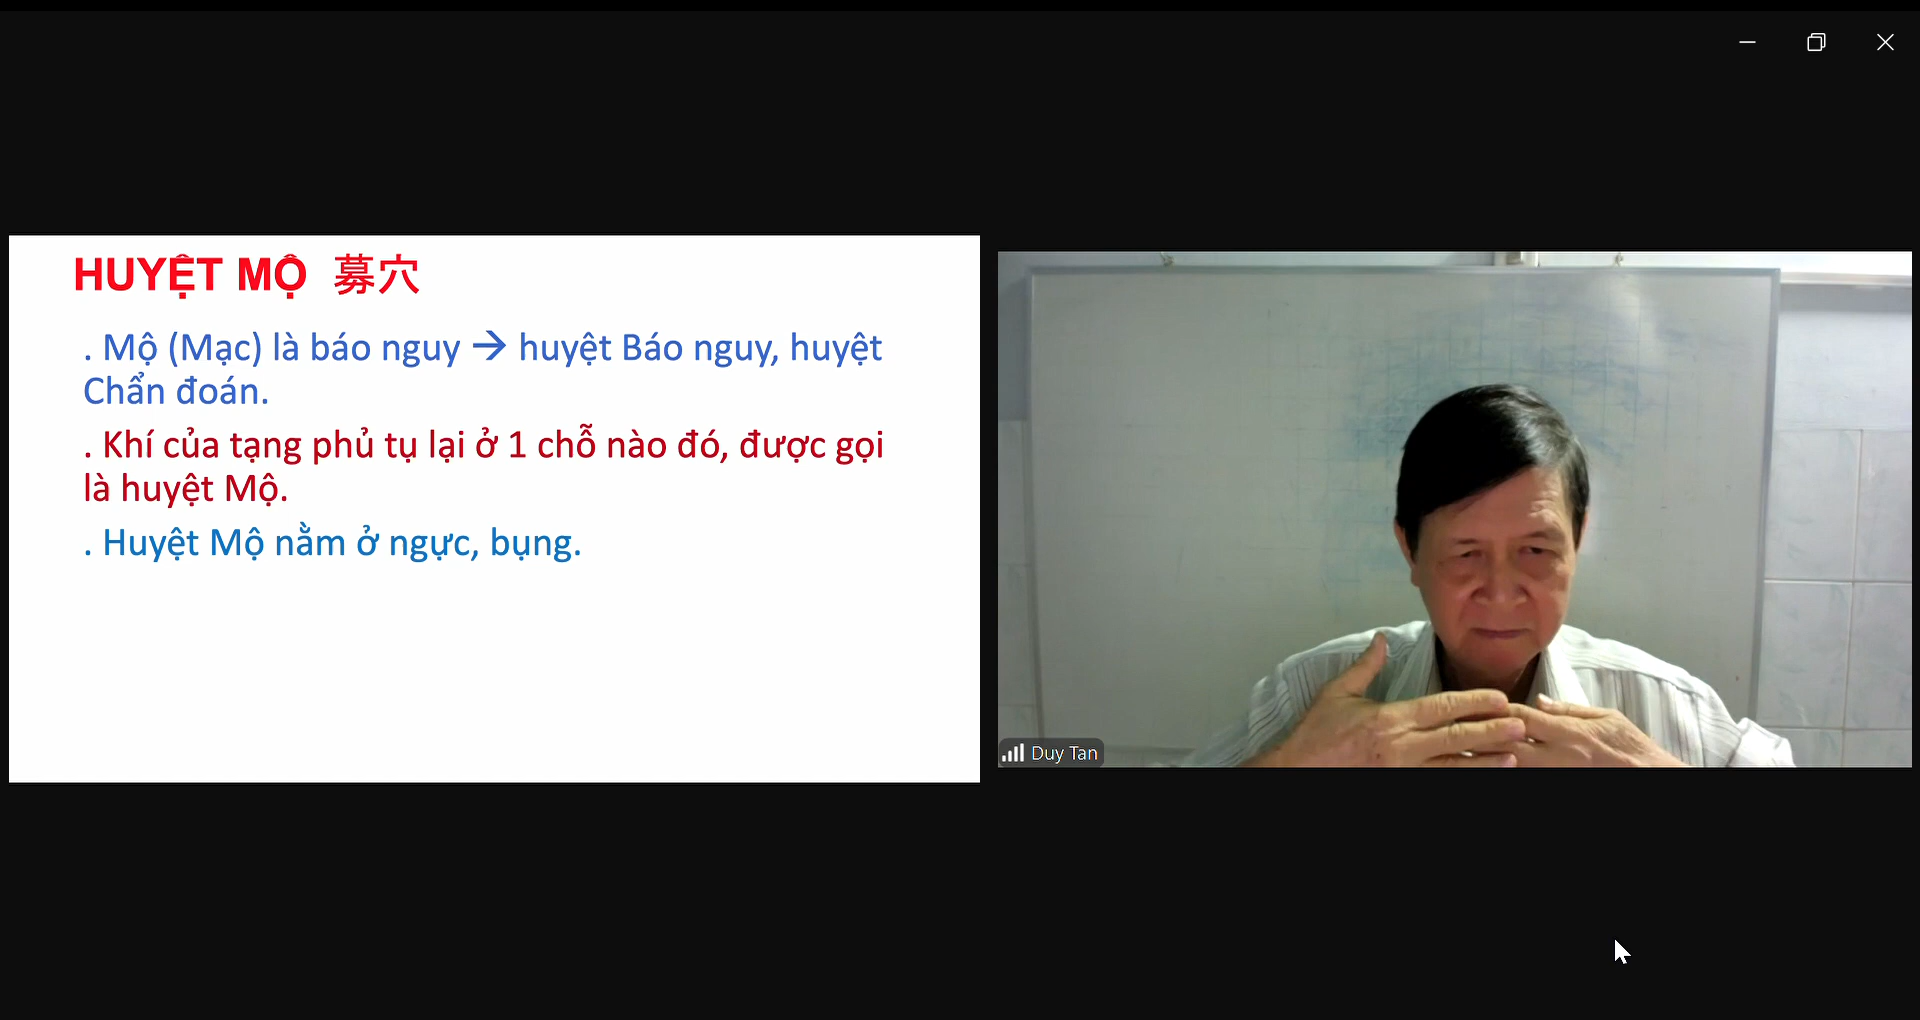 HUYỆT MỘ 募穴
. Mộ (Mạc) là báo nguy → huyệt Báo nguy, huyệt
Chẩn đoán.
. Khí của tạng phủ tụ lại ở 1 chỗ nào đó, được gọi
là huyệt Mộ.
. Huyệt Mộ nằm ở ngực, bụng.
Duy Tan